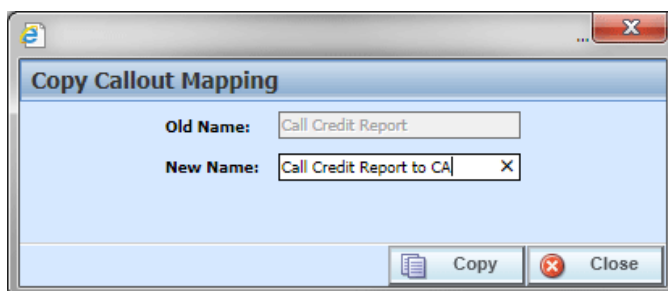 ...
Copy Callout Mapping
Old Name: Call Credit Report
New Name: Call Credit Report to CA
Copy Close